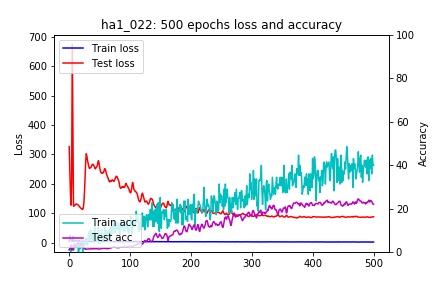 ha1_022: 500 epochs loss and accuracy
700
600
500
400
300
200
100
0
Loss
Train loss
Test loss
Train acc
Test acc
100
80
60
40
20
0
Accuracy
0
100
200
300
400
500